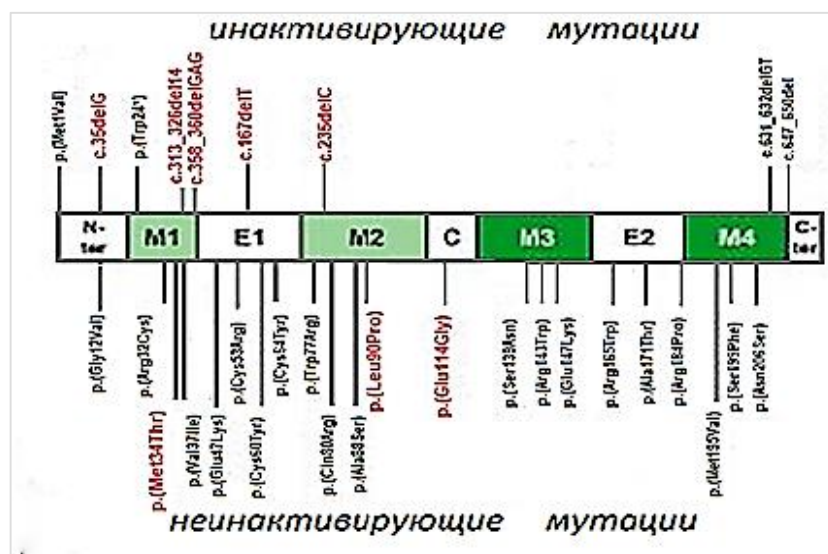 инактивирующие мутации
p.(Met1Val)
c.35delG
p.(Trp24*)
c.313_326del14
c.358_360delGAG
c.167delT
c.235delC
c.631_632delGT
c.647_650del
N-ter
M1
E1
M2
C
M3
E2
M4
C-ter
p.(Gly12Val)
p.(Arg32Cys)
p.(Met34Thr)
p.(Val37Ile)
p.(Glu47Lys)
p.(Cys53Arg)
p.(Cys60Tyr)
p.(Cys64Tyr)
p.(Trp77Arg)
p.(Gln80Arg)
p.(Ala88Ser)
p.(Leu90Pro)
p.(Glu114Gly)
p.(Ser139Asn)
p.(Arg143Trp)
p.(Glu147Lys)
p.(Arg165Trp)
p.(Ala171Thr)
p.(Arg184Pro)
p.(Met195Val)
p.(Ser199Phe)
p.(Asn206Ser)
неинактивирующие мутации